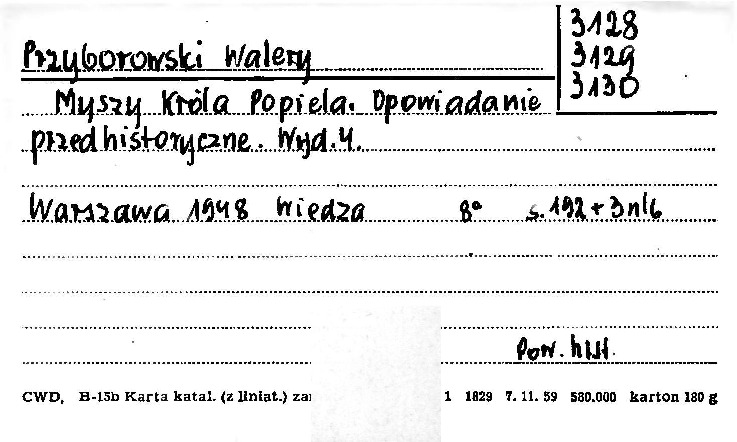 3128
3129
3130
Przyborowski Walery
Myszy Króla Popiela. Opowiadanie
przedhistoryczne. Wyd. 4.
Warszawa 1948 Wiedza 8° s. 192 + 3 nlb
Pow. hist.
CWD, H-15b Karta katal. (z liniat.) 1 1829 7. 11. 59 580.000 karton 180 g